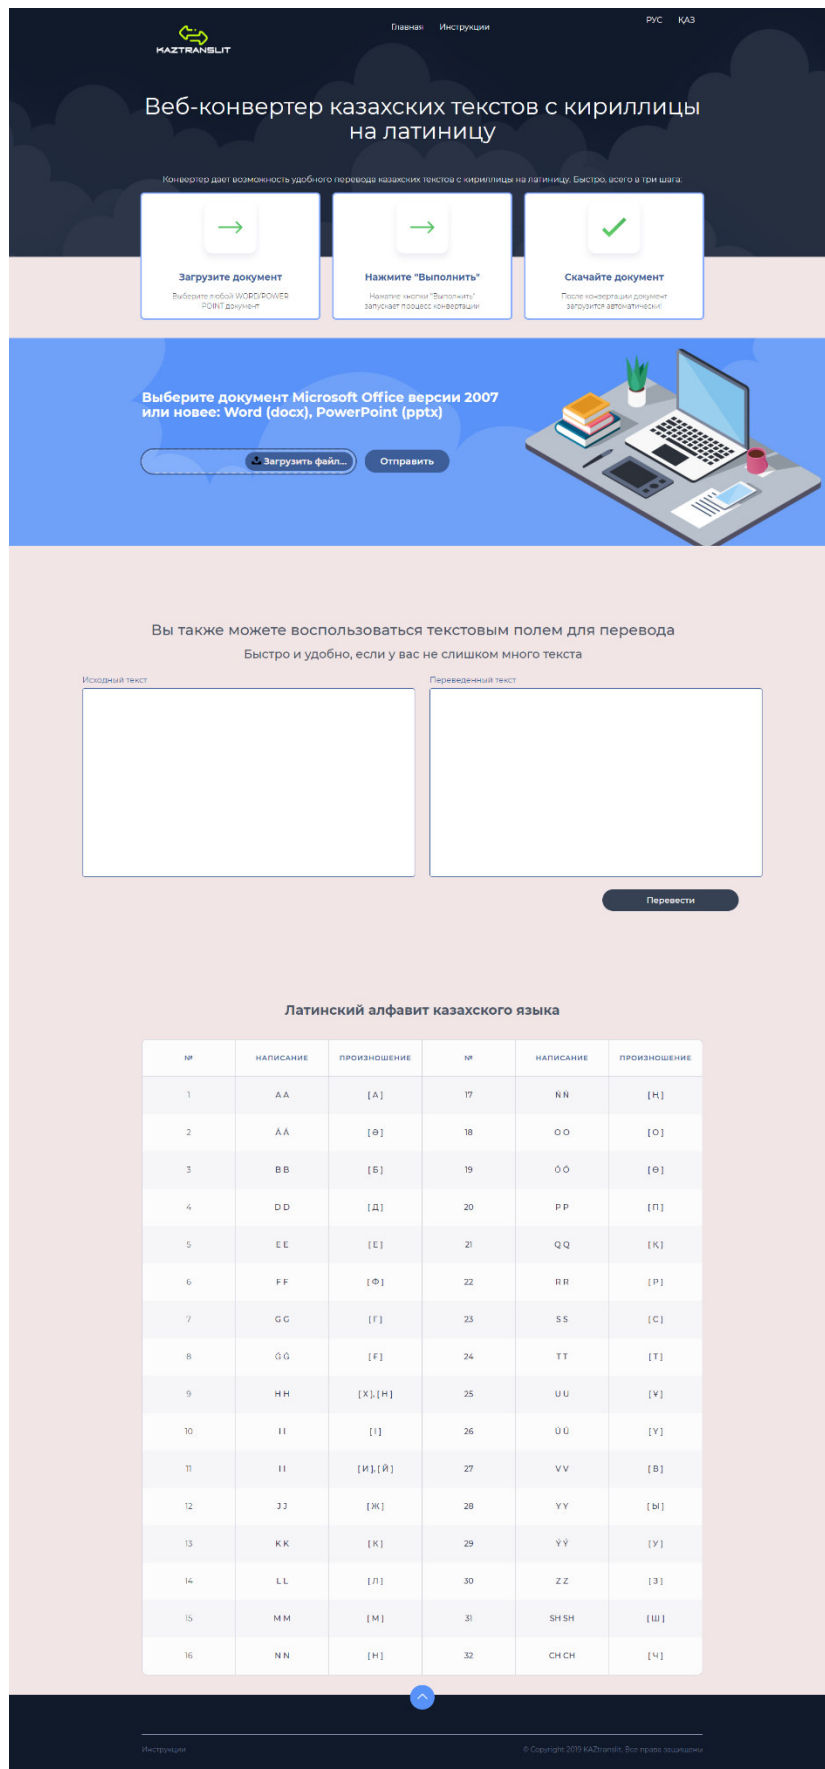 KAZTRANSLIT
Главная Инструкции
РУС ҚАЗ
Веб-конвертер казахских текстов с кириллицы
на латиницу
Конвертер дает возможность удобного перевода казахских текстов с кириллицы на латиницу. Быстро, всего в три шага:
Загрузите документ
Выберите любой WORD/POWER
POINT документ
Нажмите "Выполнить"
Нажатие кнопки "Выполнить"
запускает процесс конвертации
Скачайте документ
После конвертации документ
загрузится автоматически!
Выберите документ Microsoft Office версии 2007
или новее: Word (docx), PowerPoint (pptx)
Загрузить файл...
Отправить
Вы также можете воспользоваться текстовым полем для перевода
Быстро и удобно, если у вас не слишком много текста
Исходный текст
Переведенный текст
Перевести
Латинский алфавит казахского языка
№ НАПИСАНИЕ ПРОИЗНОШЕНИЕ № НАПИСАНИЕ ПРОИЗНОШЕНИЕ
1 A A [А] 17 Ń Ń [Ң]
2 Á Á [Ә] 18 O O [О]
3 B B [Б] 19 Ó Ó [Ө]
4 D D [Д] 20 P P [П]
5 E E [Е] 21 Q Q [Қ]
6 F F [Ф] 22 R R [Р]
7 G G [Г] 23 S S [С]
8 Ǵ Ǵ [Ғ] 24 T T [Т]
9 H H [Х], [Һ] 25 U U [Ұ]
10 I I [І] 26 Ú Ú [Ү]
11 I I [И], [Й] 27 V V [В]
12 J J [Ж] 28 Y Y [Ы]
13 K K [К] 29 Ý Ý [У]
14 L L [Л] 30 Z Z [З]
15 M M [М] 31 SH SH [Ш]
16 N N [Н] 32 CH CH [Ч]
Инструкции
© Copyright 2019 KAZtranslit. Все права защищены